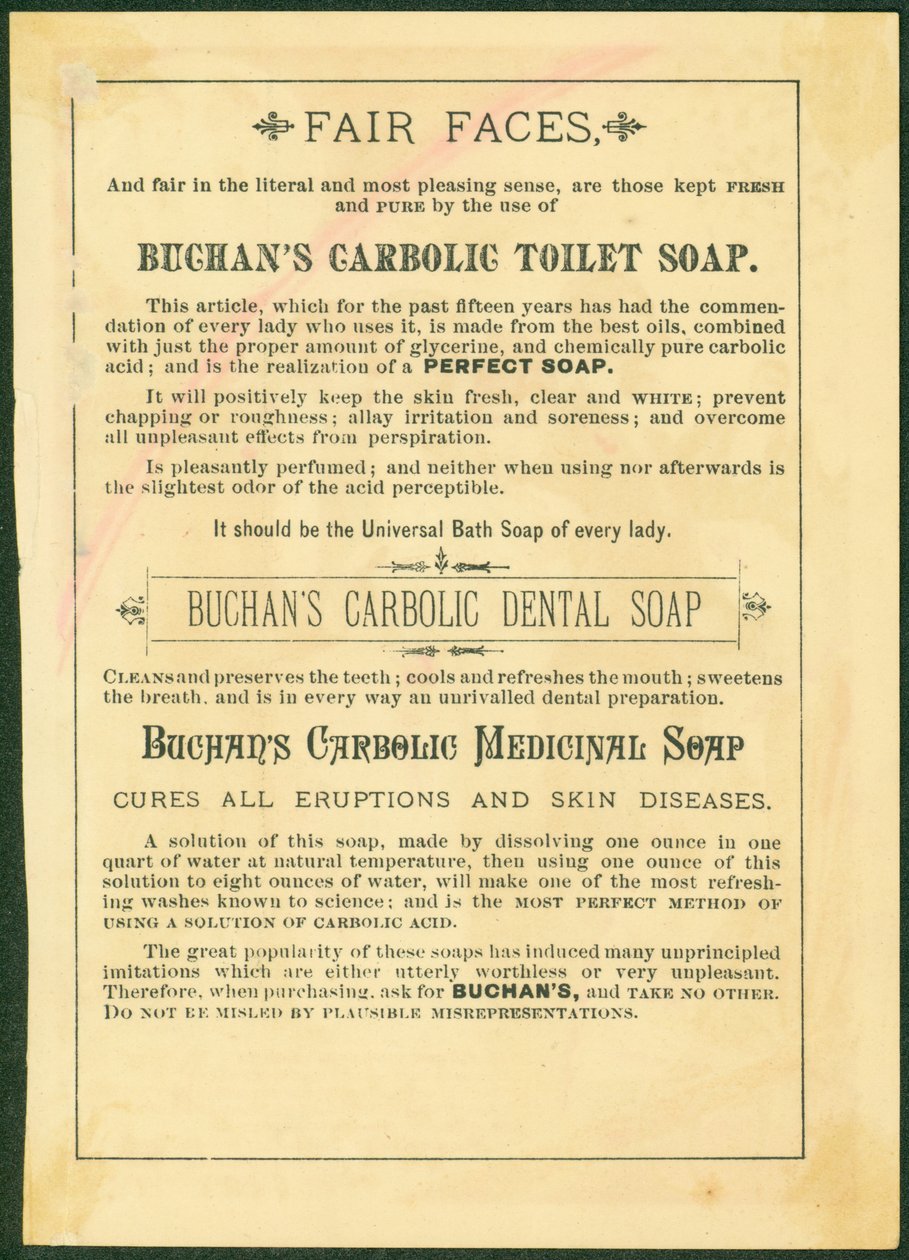 FAIR FACES,
And fair in the literal and most pleasing sense, are those kept FRESH
and PURE by the use of
BUCHAN'S CARBOLIC TOILET SOAP.
This article, which for the past fifteen years has had the commen-
dation of every lady who uses it, is made from the best oils, combined
with just the proper amount of glycerine, and chemically pure carbolic
acid; and is the realization of a PERFECT SOAP.
It will positively keep the skin fresh, clear and WHITE; prevent
chapping or roughness; allay irritation and soreness; and overcome
all unpleasant effects from perspiration.
Is pleasantly perfumed; and neither when using nor afterwards is
the slightest odor of the acid perceptible.
It should be the Universal Bath Soap of every lady.
BUCHAN'S CARBOLIC DENTAL SOAP
CLEANS and preserves the teeth; cools and refreshes the mouth; sweetens
the breath, and is in every way an unrivalled dental preparation.
BUCHAN'S CARBOLIC MEDICINAL SOAP
CURES ALL ERUPTIONS AND SKIN DISEASES.
A solution of this soap, made by dissolving one ounce in one
quart of water at natural temperature, then using one ounce of this
solution to eight ounces of water, will make one of the most refresh-
ing washes known to science; and is the MOST PERFECT METHOD OF
USING A SOLUTION OF CARBOLIC ACID.
The great popularity of these soaps has induced many unprincipled
imitations which are either utterly worthless or very unpleasant.
Therefore, when purchasing, ask for BUCHAN'S, and TAKE NO OTHER.
DO NOT BE MISLED BY PLAUSIBLE MISREPRESENTATIONS.